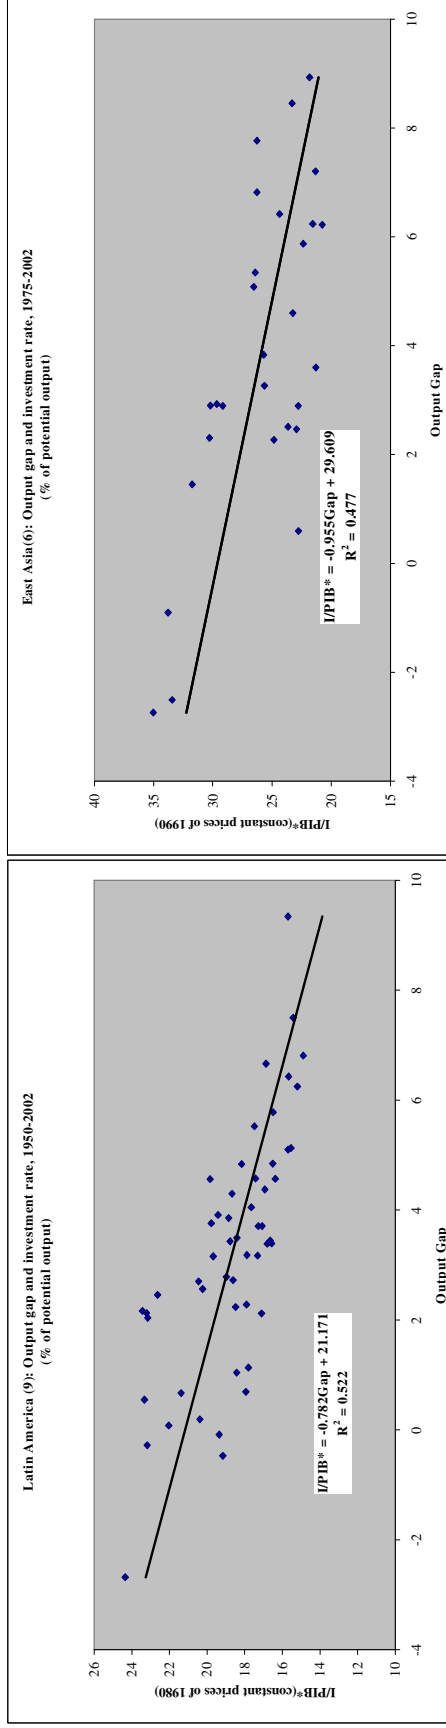 Latin America (9): Output gap and investment rate, 1950-2002
(% of potential output)
26
24
22
20
18
16
14
12
10
I/PIB*(constant prices of 1980)
I/PIB* = -0.782Gap + 21.171
R² = 0.522
-4
-2
0
2
4
6
8
10
Output Gap
East Asia(6): Output gap and investment rate, 1975-2002
(% of potential output)
40
35
30
25
20
15
I/PIB*(constant prices of 1990)
I/PIB* = -0.955Gap + 29.609
R² = 0.477
-4
-2
0
2
4
6
8
10
Output Gap